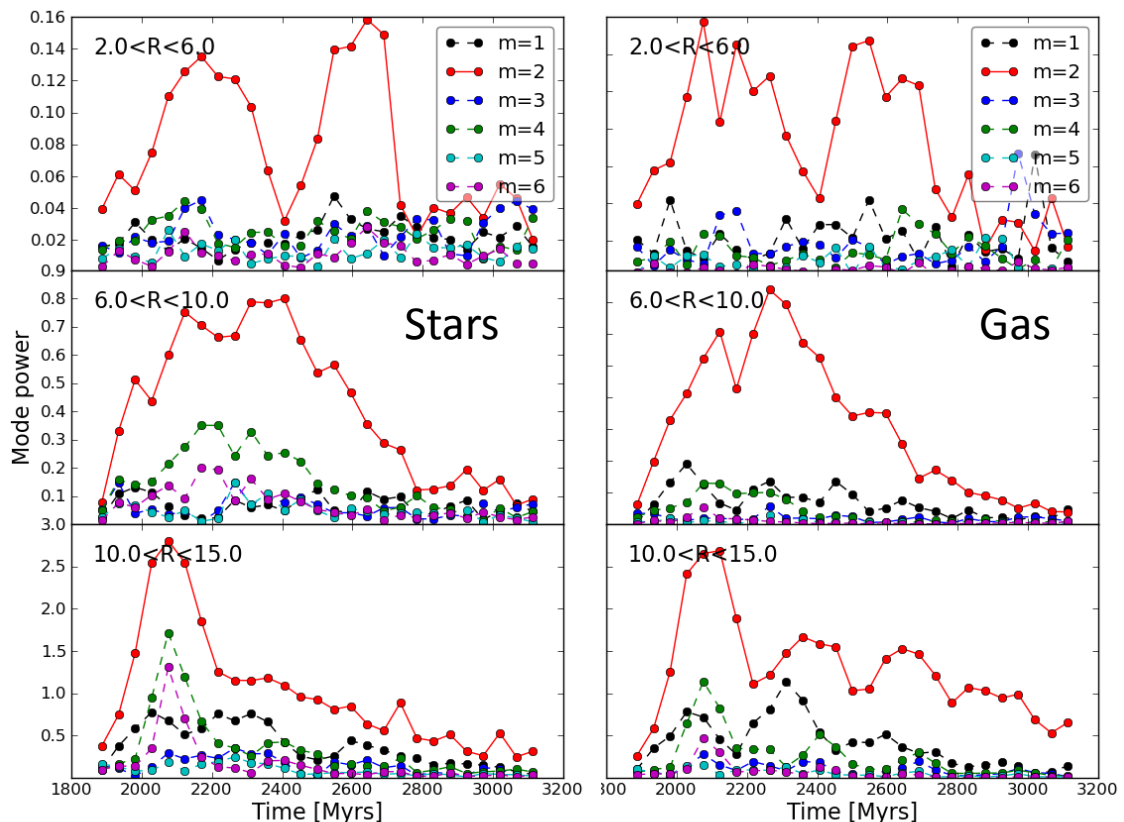 0.16
0.14
0.12
0.10
0.08
0.06
0.04
0.02
2.0<R<6.0
m=1
m=2
m=3
m=4
m=5
m=6
2.0<R<6.0
m=1
m=2
m=3
m=4
m=5
m=6
0.9
0.8
0.7
0.6
0.5
0.4
0.3
0.2
0.1
6.0<R<10.0
Stars
6.0<R<10.0
Gas
Mode power
3.0
2.5
2.0
1.5
1.0
0.5
10.0<R<15.0
10.0<R<15.0
1800 2000 2200 2400 2600 2800 3000 3200
00 2000 2200 2400 2600 2800 3000 3200
Time [Myrs]
Time [Myrs]